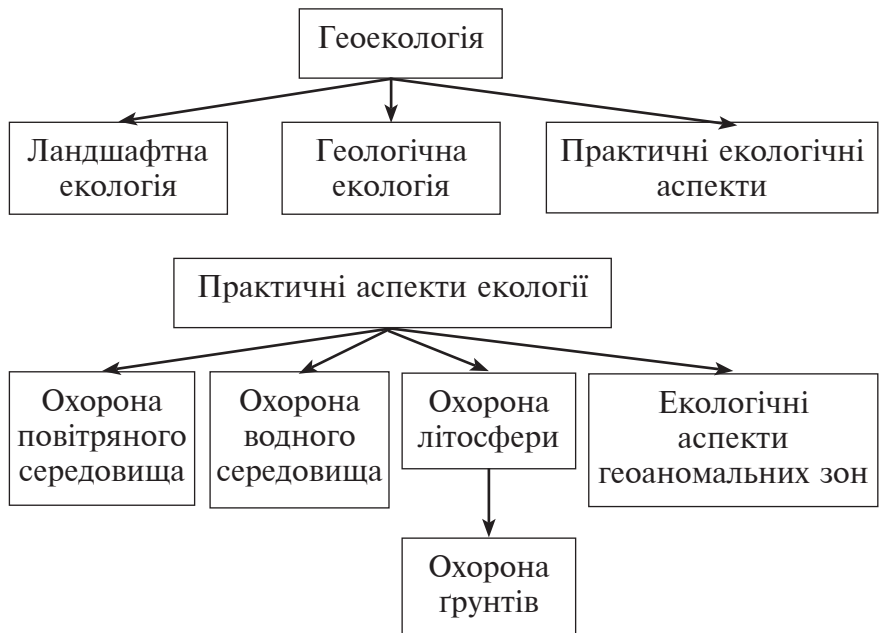 Геоекологія
Ландшафтна
екологія
Геологічна
екологія
Практичні екологічні
аспекти
Практичні аспекти екології
Охорона
повітряного
середовища
Охорона
водного
середовища
Охорона
літосфери
Екологічні
аспекти
геоаномальних зон
Охорона
ґрунтів